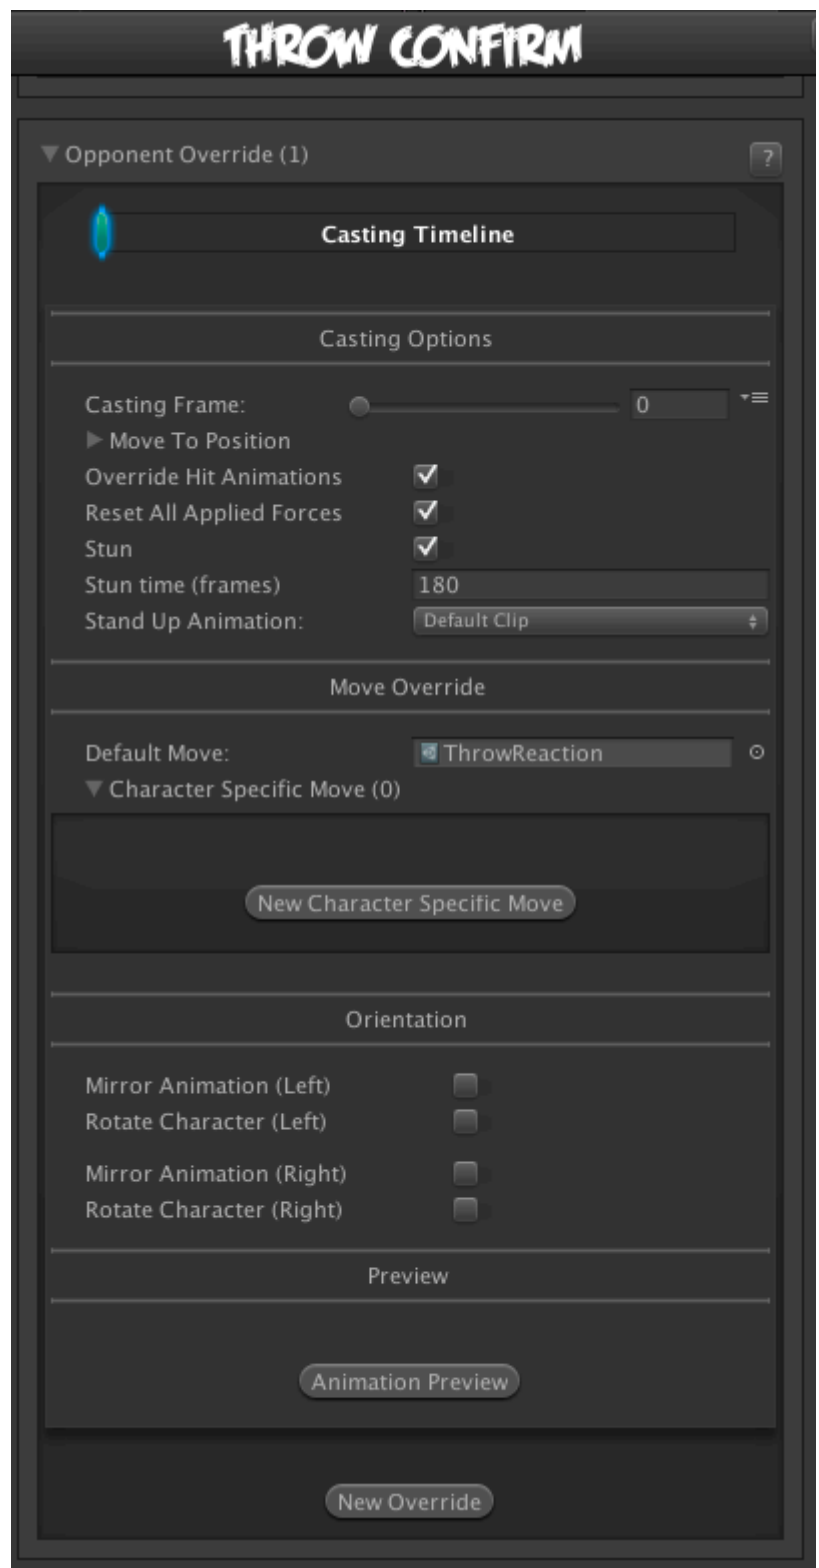 THROW CONFIRM
Opponent Override (1)
?
Casting Timeline
Casting Options
Casting Frame: 0
Move To Position
Override Hit Animations
Reset All Applied Forces
Stun
Stun time (frames) 180
Stand Up Animation: Default Clip
Move Override
Default Move: ThrowReaction
Character Specific Move (0)
New Character Specific Move
Orientation
Mirror Animation (Left)
Rotate Character (Left)
Mirror Animation (Right)
Rotate Character (Right)
Preview
Animation Preview
New Override